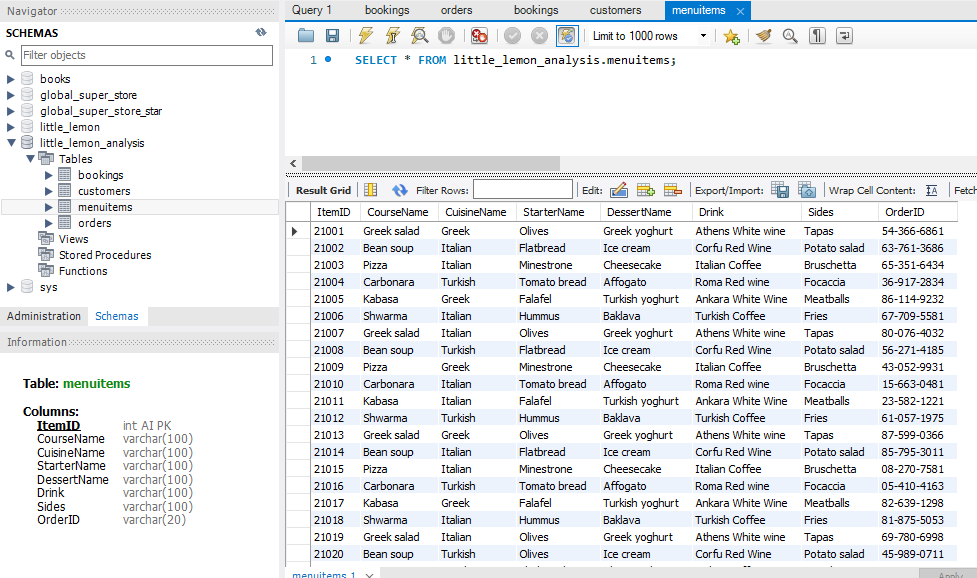 Navigator
SCHEMAS
Filter objects
books
global_super_store
global_super_store_star
little_lemon
little_lemon_analysis
Tables
bookings
customers
menuitems
orders
Views
Stored Procedures
Functions
sys
Administration Schemas
Information
Table: menuitems
Columns:
ItemID int AI PK
CourseName varchar(100)
CuisineName varchar(100)
StarterName varchar(100)
DessertName varchar(100)
Drink varchar(100)
Sides varchar(100)
OrderID varchar(20)
Query 1 bookings orders bookings customers menuitems
Limit to 1000 rows
1 SELECT * FROM little_lemon_analysis.menuitems;
Result Grid Filter Rows: Edit: Export/Import: Wrap Cell Content: Fetch
ItemID CourseName CuisineName StarterName DessertName Drink Sides OrderID
21001 Greek salad Greek Olives Greek yoghurt Athens White wine Tapas 54-366-6861
21002 Bean soup Italian Flatbread Ice cream Corfu Red Wine Potato salad 63-761-3686
21003 Pizza Italian Minestrone Cheesecake Italian Coffee Bruschetta 65-351-6434
21004 Carbonara Turkish Tomato bread Affogato Roma Red wine Focaccia 36-917-2834
21005 Kabasa Greek Falafel Turkish yoghurt Ankara White Wine Meatballs 86-114-9232
21006 Shwarma Italian Hummus Baklava Turkish Coffee Fries 67-709-5581
21007 Greek salad Italian Olives Greek yoghurt Athens White wine Tapas 80-076-4032
21008 Bean soup Turkish Flatbread Ice cream Corfu Red Wine Potato salad 56-271-4185
21009 Pizza Greek Minestrone Cheesecake Italian Coffee Bruschetta 43-052-9931
21010 Carbonara Italian Tomato bread Affogato Roma Red wine Focaccia 15-663-0481
21011 Kabasa Italian Falafel Turkish yoghurt Ankara White Wine Meatballs 23-582-1221
21012 Shwarma Turkish Hummus Baklava Turkish Coffee Fries 61-057-1975
21013 Greek salad Greek Olives Greek yoghurt Athens White wine Tapas 87-599-0366
21014 Bean soup Italian Flatbread Ice cream Corfu Red Wine Potato salad 85-795-3011
21015 Pizza Italian Minestrone Cheesecake Italian Coffee Bruschetta 08-270-7581
21016 Carbonara Turkish Tomato bread Affogato Roma Red wine Focaccia 05-410-4163
21017 Kabasa Greek Falafel Turkish yoghurt Ankara White Wine Meatballs 82-639-1298
21018 Shwarma Italian Hummus Baklava Turkish Coffee Fries 81-875-5053
21019 Greek salad Italian Olives Greek yoghurt Athens White wine Tapas 69-780-6998
21020 Bean soup Turkish Olives Ice cream Corfu Red Wine Potato salad 45-989-0711
menuitems 1 Apply